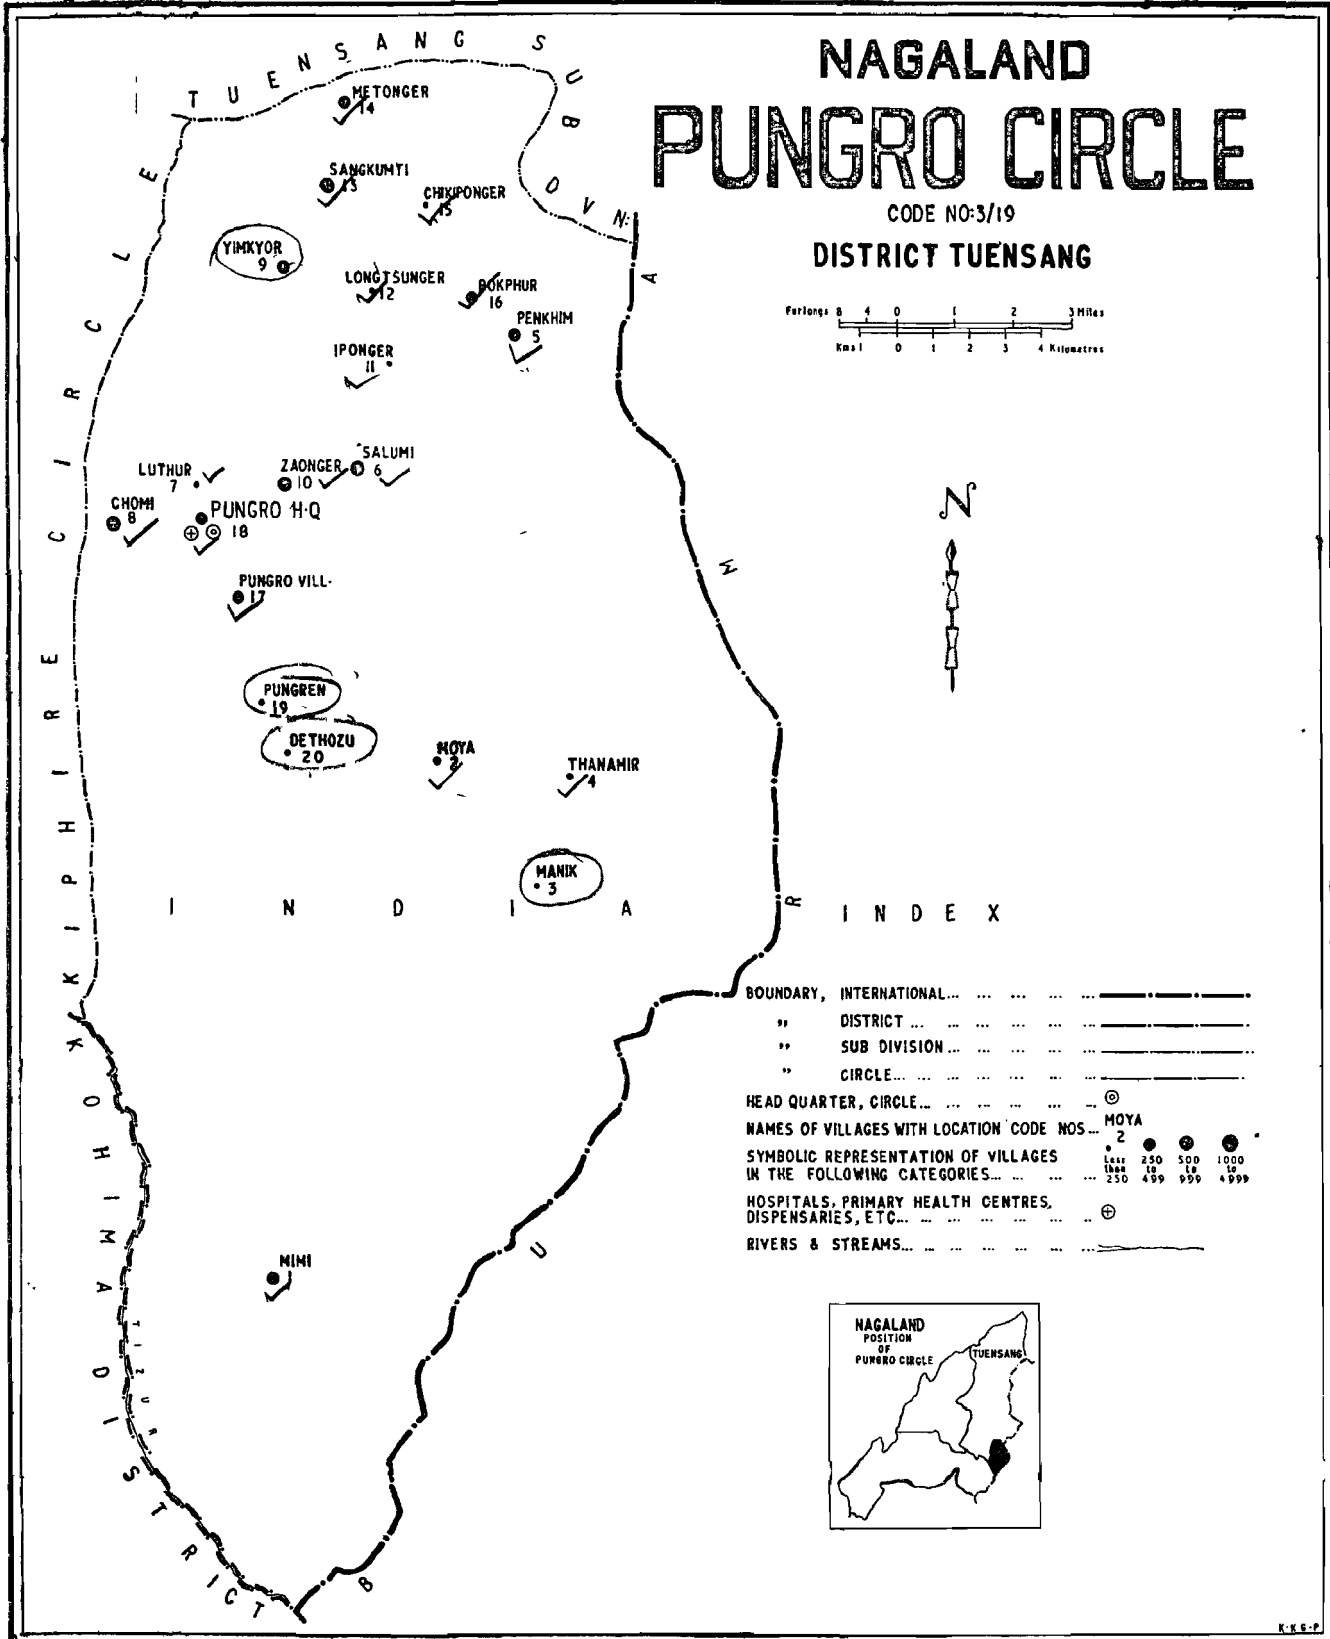 NAGALAND
PUNGRO CIRCLE
CODE NO:3/19
DISTRICT TUENSANG
Furlongs 8 4 0 1 2 3 Miles
Kms 1 0 1 2 3 4 Kilometres
TUENSANG SUB DVN:
METONGER
14
SANGKUMTI
13
CHIKIPONGER
15
YIMKYOR
9
LONGTSUNGER
12
POKPHUR
16
PENKHIM
5
IPONGER
11
SALUMI
6
ZAONGER
10
LUTHUR
7
CHOMI
8
PUNGRO H·Q
18
PUNGRO VILL·
17
PUNGREN
19
DETHOZU
20
MOYA
2
THANAMIR
4
MANIK
3
INDIA
MIMI
KIPHIRE CIRCLE
KOHIMA DISTRICT
TIZU R
BURMA
N
INDEX
BOUNDARY, INTERNATIONAL... ... ... ... ...
,, DISTRICT ... ... ... ... ...
,, SUB DIVISION... ... ... ... ...
,, CIRCLE... ... ... ... ...
HEAD QUARTER, CIRCLE... ... ... ... ...
NAMES OF VILLAGES WITH LOCATION CODE NOS... MOYA
2
SYMBOLIC REPRESENTATION OF VILLAGES
IN THE FOLLOWING CATEGORIES... ... ... ...
Less than 250
250 to 499
500 to 999
1000 to 4999
HOSPITALS, PRIMARY HEALTH CENTRES,
DISPENSARIES, ETC... ... ... ... ... ..
RIVERS & STREAMS... ... ... ... ... ...
NAGALAND
POSITION
OF
PUNGRO CIRCLE
TUENSANG
K·K·G·P